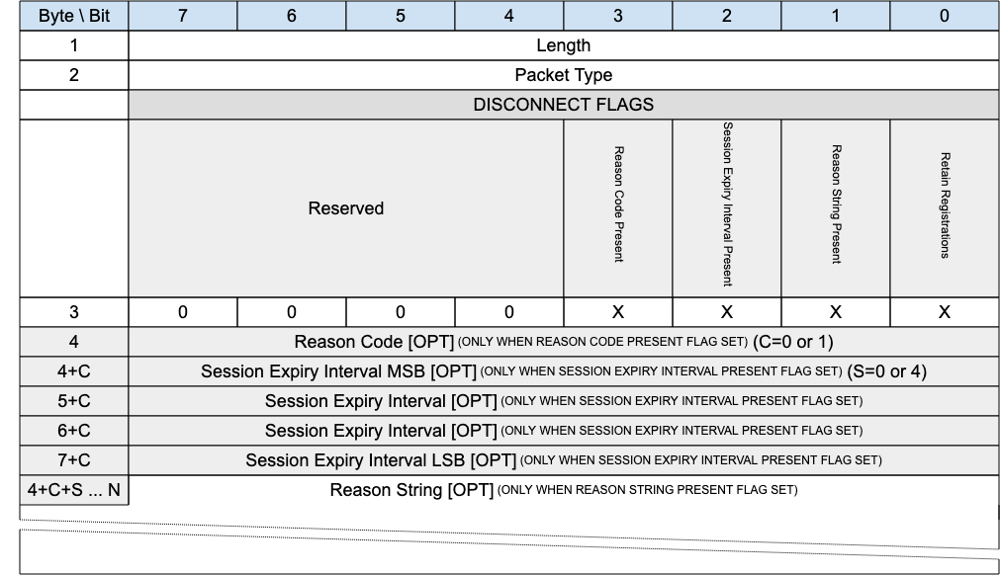 Byte \ Bit 7 6 5 4 3 2 1 0
1 Length
2 Packet Type
DISCONNECT FLAGS
Reserved Reason Code Present Session Expiry Interval Present Reason String Present Retain Registrations
3 0 0 0 0 X X X X
4 Reason Code [OPT] (ONLY WHEN REASON CODE PRESENT FLAG SET) (C=0 or 1)
4+C Session Expiry Interval MSB [OPT] (ONLY WHEN SESSION EXPIRY INTERVAL PRESENT FLAG SET) (S=0 or 4)
5+C Session Expiry Interval [OPT] (ONLY WHEN SESSION EXPIRY INTERVAL PRESENT FLAG SET)
6+C Session Expiry Interval [OPT] (ONLY WHEN SESSION EXPIRY INTERVAL PRESENT FLAG SET)
7+C Session Expiry Interval LSB [OPT] (ONLY WHEN SESSION EXPIRY INTERVAL PRESENT FLAG SET)
4+C+S ... N Reason String [OPT] (ONLY WHEN REASON STRING PRESENT FLAG SET)